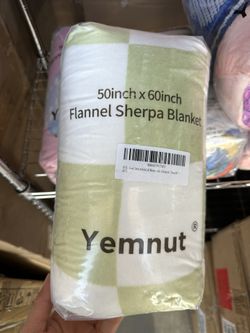 50inch x 60inch
Flannel Sherpa Blanket
Yemnut®